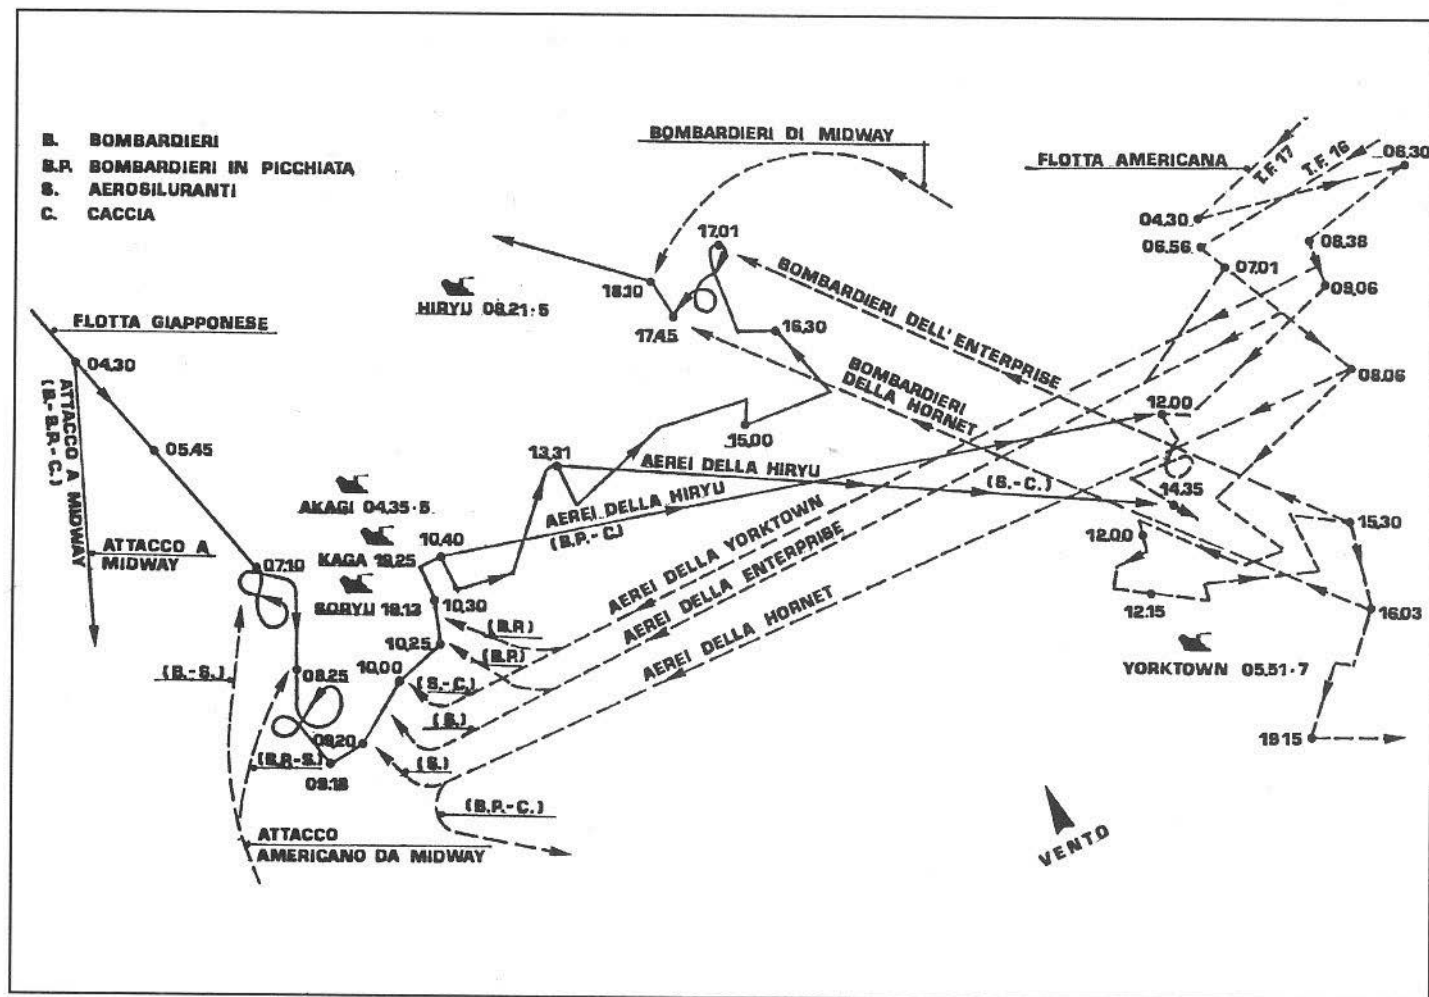 B. BOMBARDIERI
B.P. BOMBARDIERI IN PICCHIATA
S. AEROSILURANTI
C. CACCIA
BOMBARDIERI DI MIDWAY
FLOTTA AMERICANA
T.F. 17
T.F. 16
06.30
04.30
06.56
08.38
07.01
09.06
08.06
17.01
18.10
17.45
16.30
HIRYU 08.21·5
FLOTTA GIAPPONESE
04.30
ATTACCO A MIDWAY
(B.-B.P.-C.)
05.45
BOMBARDIERI DELL'ENTERPRISE
BOMBARDIERI
DELLA HORNET
12.00
15.00
13.31
AEREI DELLA HIRYU
(S.-C.)
14.35
AKAGI 04.35·5
AEREI DELLA HIRYU
(B.P.-C.)
KAGA 19.25
10.40
12.00
15.30
ATTACCO A
MIDWAY
07.10
SORYU 19.13
10.30
AEREI DELLA YORKTOWN
AEREI DELLA ENTERPRISE
AEREI DELLA HORNET
12.15
16.03
10.25
(B.P.)
(B.P.)
YORKTOWN 05.51·7
(B.-S.)
08.25
10.00
(S.-C.)
(S.)
09.20
(B.P.-S.)
09.18
(S.)
19.15
(B.P.-C.)
ATTACCO
AMERICANO DA MIDWAY
VENTO